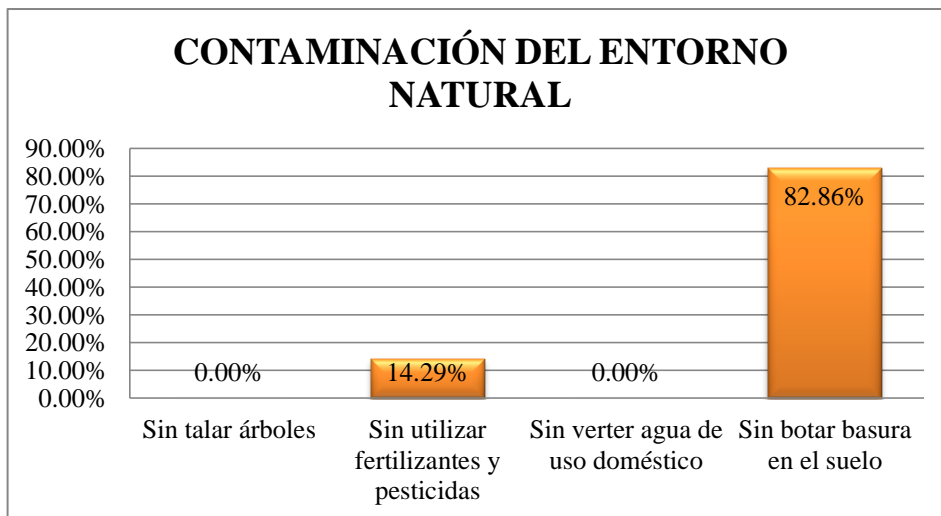 CONTAMINACIÓN DEL ENTORNO
NATURAL
90.00%
80.00%
70.00%
60.00%
50.00%
40.00%
30.00%
20.00%
10.00%
0.00%
0.00%
14.29%
0.00%
82.86%
Sin talar árboles
Sin utilizar
fertilizantes y
pesticidas
Sin verter agua de
uso doméstico
Sin botar basura
en el suelo